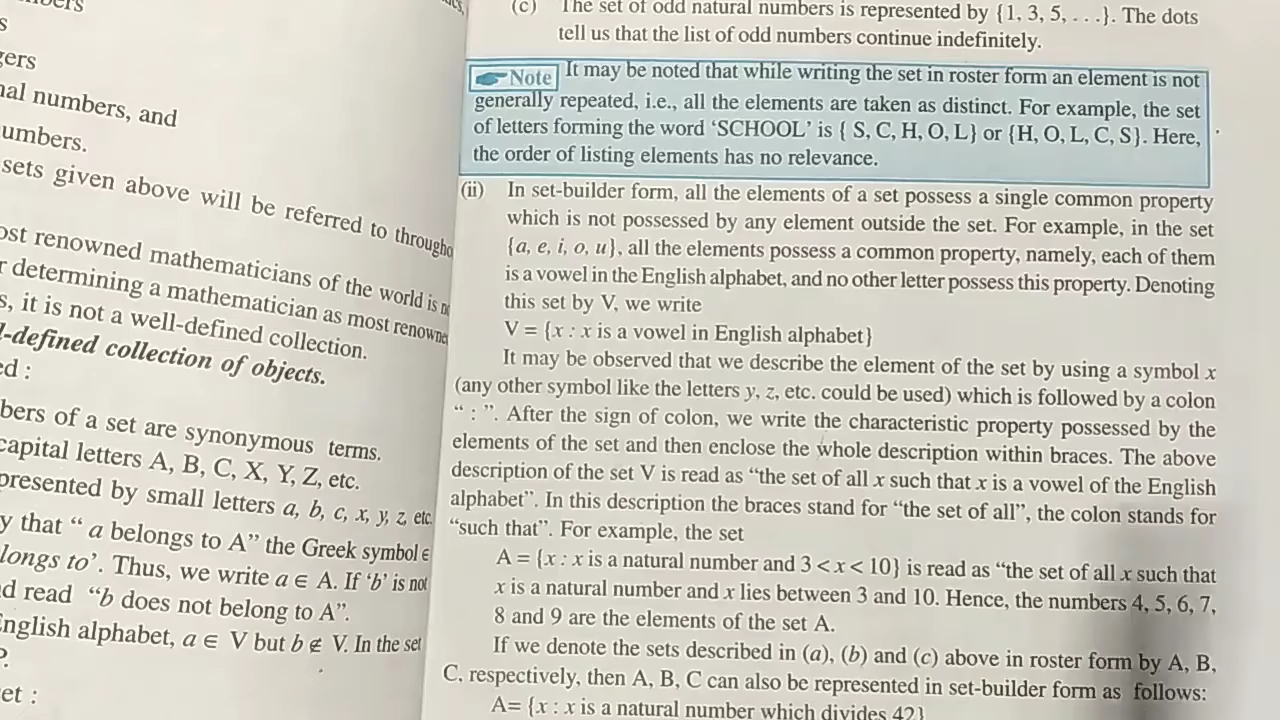 s
gers
nal numbers, and
umbers.
sets given above will be referred to
ost renowned mathematicians of the world is
r determining a mathematician as most
s, it is not a well-defined collection.
l-defined collection of objects.
ed :
bers of a set are synonymous terms.
capital letters A, B, C, X, Y, Z, etc.
presented by small letters a, b, c, x, y, z, etc.
y that “ a belongs to A” the Greek symbol ∈
longs to’. Thus, we write a ∈ A. If ‘b’ is not
d read “b does not belong to A”.
English alphabet, a ∈ V but b ∉ V. In the set
P.
et :
(c) The set of odd natural numbers is represented by {1, 3, 5, . . .}. The dots
tell us that the list of odd numbers continue indefinitely.
Note It may be noted that while writing the set in roster form an element is not
generally repeated, i.e., all the elements are taken as distinct. For example, the set
of letters forming the word ‘SCHOOL’ is { S, C, H, O, L} or {H, O, L, C, S}. Here,
the order of listing elements has no relevance.
(ii) In set-builder form, all the elements of a set possess a single common property
which is not possessed by any element outside the set. For example, in the set
{a, e, i, o, u}, all the elements possess a common property, namely, each of them
is a vowel in the English alphabet, and no other letter possess this property. Denoting
this set by V, we write
V = {x : x is a vowel in English alphabet}
It may be observed that we describe the element of the set by using a symbol x
(any other symbol like the letters y, z, etc. could be used) which is followed by a colon
“ : ”. After the sign of colon, we write the characteristic property possessed by the
elements of the set and then enclose the whole description within braces. The above
description of the set V is read as “the set of all x such that x is a vowel of the English
alphabet”. In this description the braces stand for “the set of all”, the colon stands for
“such that”. For example, the set
A = {x : x is a natural number and 3 < x < 10} is read as “the set of all x such that
x is a natural number and x lies between 3 and 10. Hence, the numbers 4, 5, 6, 7,
8 and 9 are the elements of the set A.
If we denote the sets described in (a), (b) and (c) above in roster form by A, B,
C, respectively, then A, B, C can also be represented in set-builder form as follows:
A= {x : x is a natural number which divides 42}